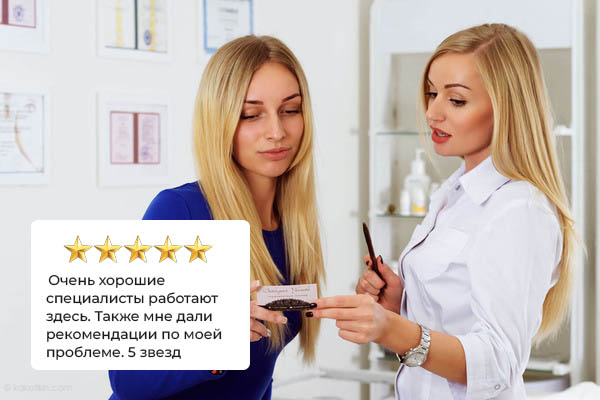 Очень хорошие
специалисты работают
здесь. Также мне дали
рекомендации по моей
проблеме. 5 звезд